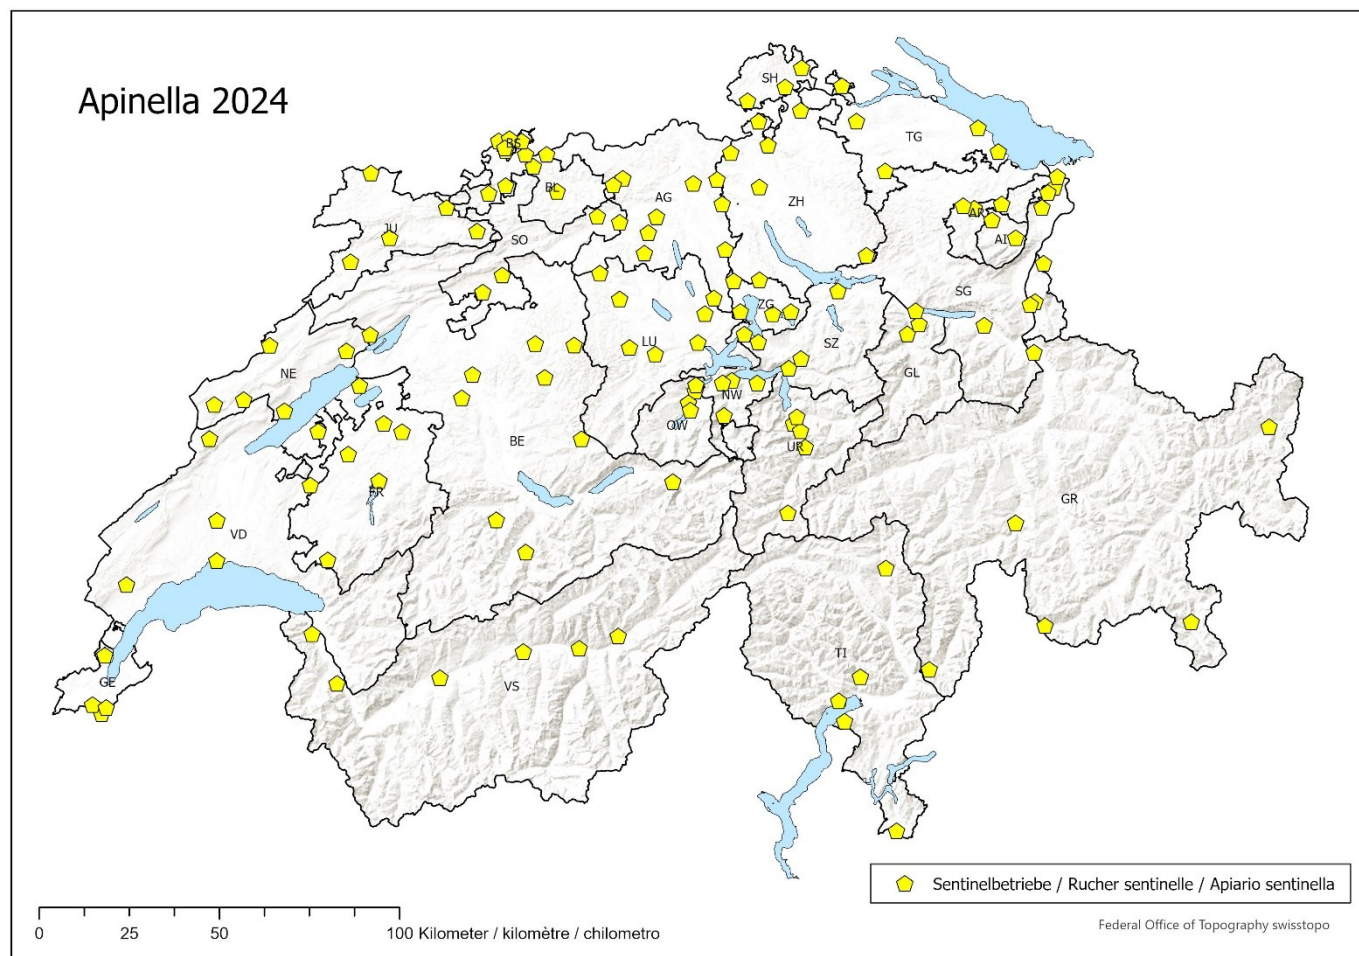 Apinella 2024
SH
TG
BS
BL
AG
ZH
JU
SO
AR
AI
SG
ZG
LU
SZ
NE
GL
NW
OW
BE
UR
FR
GR
VD
TI
GE
VS
Sentinelbetriebe / Rucher sentinelle / Apiario sentinella
0 25 50 100 Kilometer / kilomètre / chilometro
Federal Office of Topography swisstopo